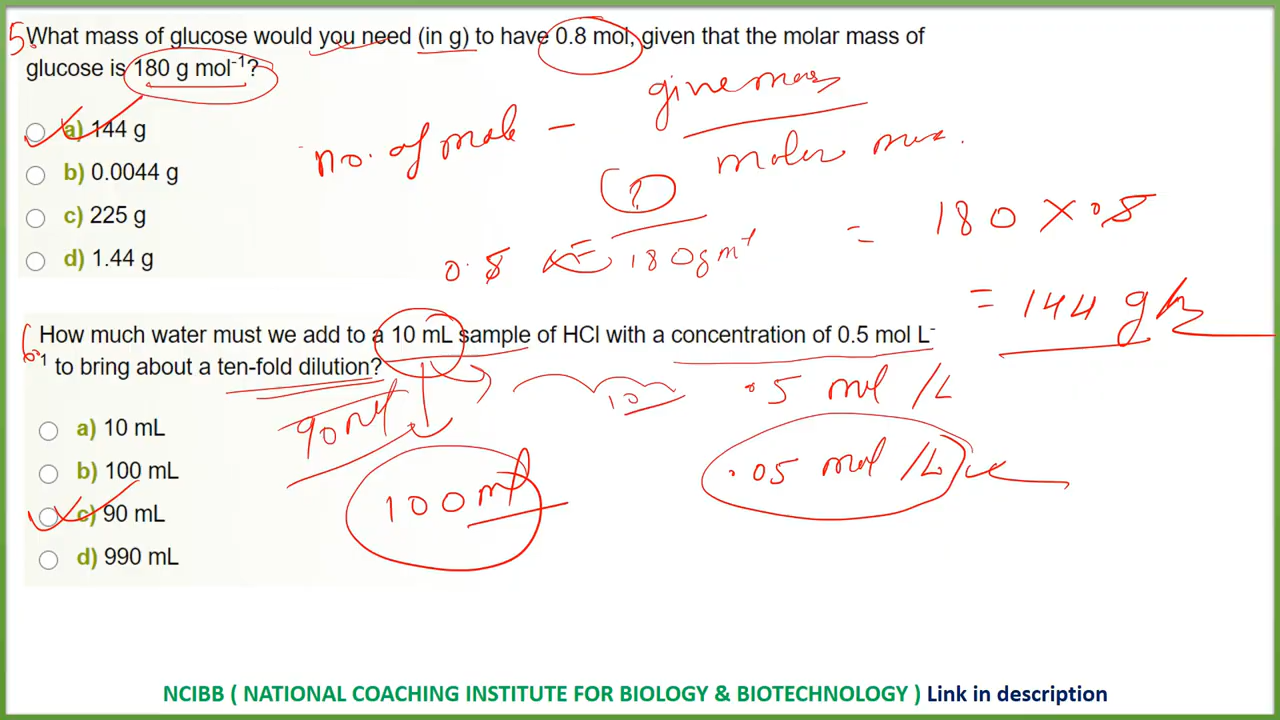 5. What mass of glucose would you need (in g) to have 0.8 mol, given that the molar mass of
glucose is 180 g mol-1?
a) 144 g
b) 0.0044 g
c) 225 g
d) 1.44 g
no. of mole =
give mass
molar mass.
?
0.8 = 180 g m-1
= 180 × .8
= 144 g
6. How much water must we add to a 10 mL sample of HCl with a concentration of 0.5 mol L-
1 to bring about a ten-fold dilution?
a) 10 mL
b) 100 mL
c) 90 mL
d) 990 mL
90 ml
10
100 ml
.5 mol /L
.05 mol /L
NCIBB ( NATIONAL COACHING INSTITUTE FOR BIOLOGY & BIOTECHNOLOGY ) Link in description